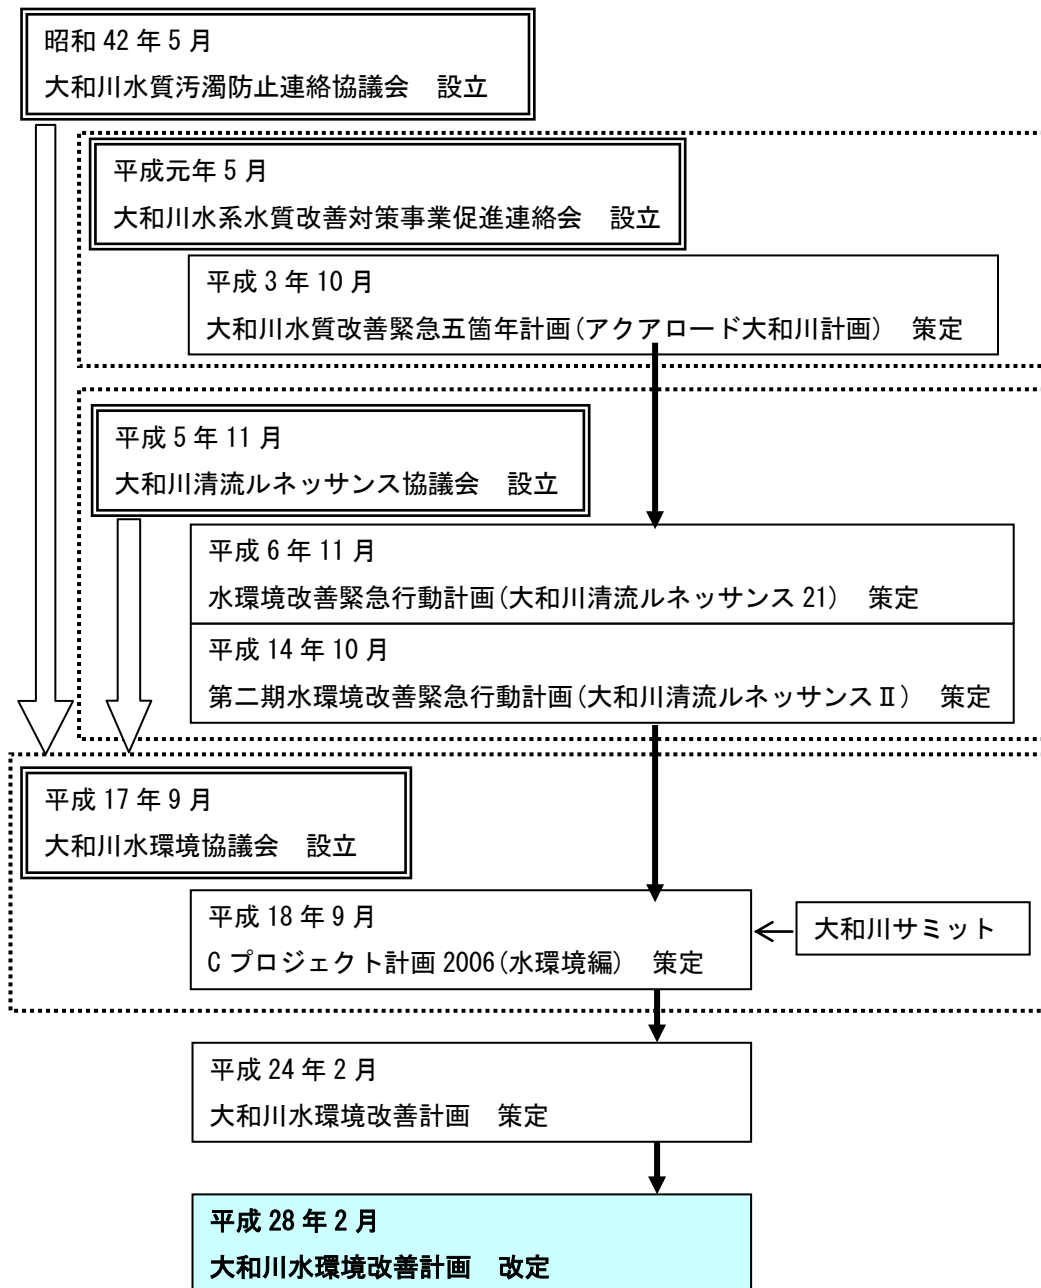 昭和 42 年 5 月
大和川水質汚濁防止連絡協議会　設立
平成元年 5 月
大和川水系水質改善対策事業促進連絡会　設立
平成 3 年 10 月
大和川水質改善緊急五箇年計画(アクアロード大和川計画)　策定
平成 5 年 11 月
大和川清流ルネッサンス協議会　設立
平成 6 年 11 月
水環境改善緊急行動計画(大和川清流ルネッサンス 21)　策定
平成 14 年 10 月
第二期水環境改善緊急行動計画(大和川清流ルネッサンスⅡ)　策定
平成 17 年 9 月
大和川水環境協議会　設立
平成 18 年 9 月
C プロジェクト計画 2006(水環境編)　策定
大和川サミット
平成 24 年 2 月
大和川水環境改善計画　策定
平成 28 年 2 月
大和川水環境改善計画　改定